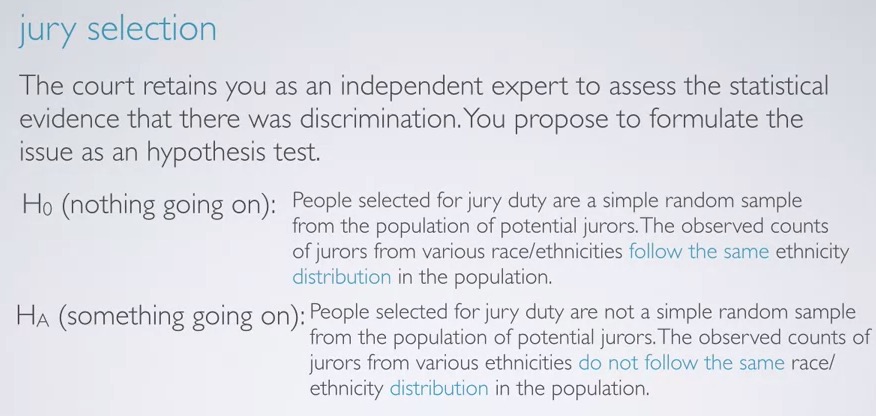 jury selection
The court retains you as an independent expert to assess the statistical
evidence that there was discrimination. You propose to formulate the
issue as an hypothesis test.
H0 (nothing going on): People selected for jury duty are a simple random sample
from the population of potential jurors. The observed counts
of jurors from various race/ethnicities follow the same ethnicity
distribution in the population.
HA (something going on): People selected for jury duty are not a simple random sample
from the population of potential jurors. The observed counts of
jurors from various ethnicities do not follow the same race/
ethnicity distribution in the population.